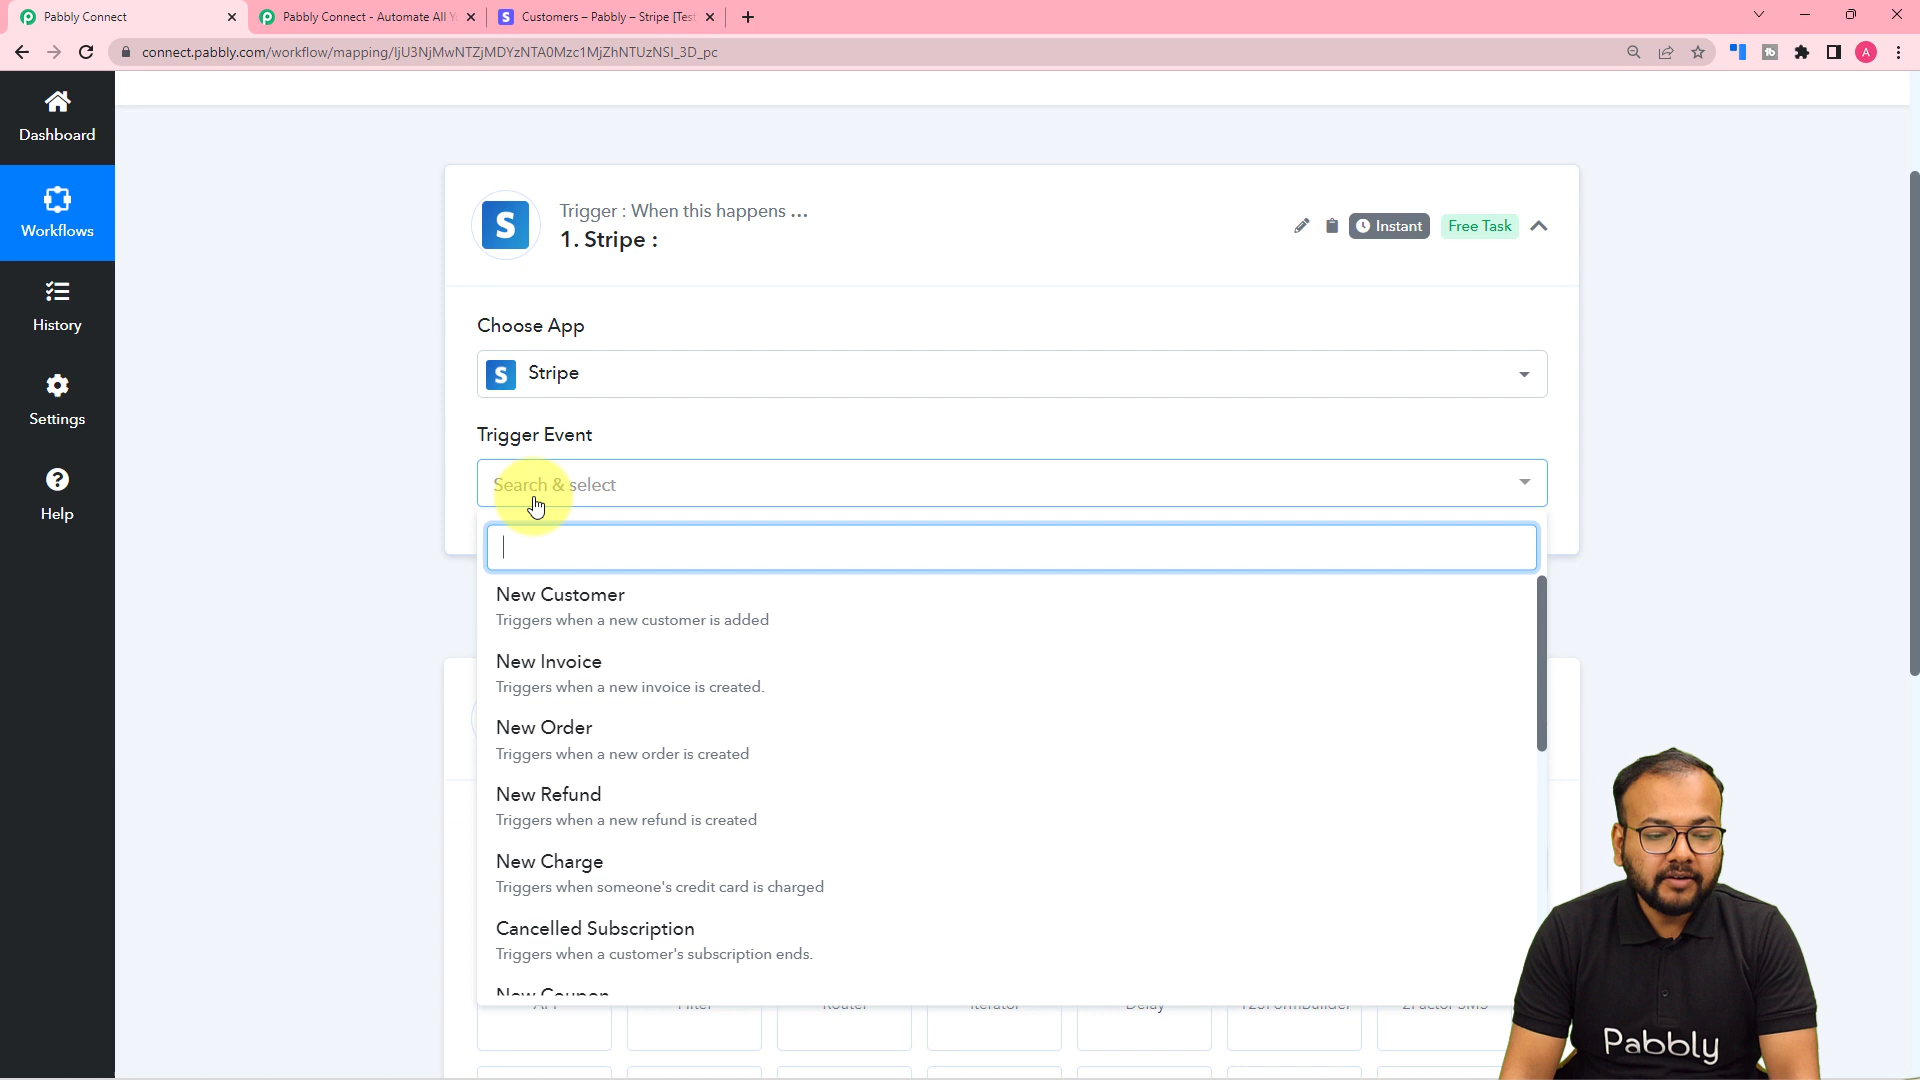 Pabbly Connect
Pabbly Connect - Automate All Y
Customers – Pabbly – Stripe [Test
connect.pabbly.com/workflow/mapping/IjU3NjMwNTZjMDYzNTA0Mzc1MjZhNTUzNSI_3D_pc
A
Dashboard
Workflows
History
Settings
Help
S
Trigger : When this happens ...
1. Stripe :
Instant
Free Task
Choose App
S
Stripe
Trigger Event
Search & select
New Customer
Triggers when a new customer is added
New Invoice
Triggers when a new invoice is created.
New Order
Triggers when a new order is created
New Refund
Triggers when a new refund is created
New Charge
Triggers when someone's credit card is charged
Cancelled Subscription
Triggers when a customer's subscription ends.
New Coupon
Pabbly